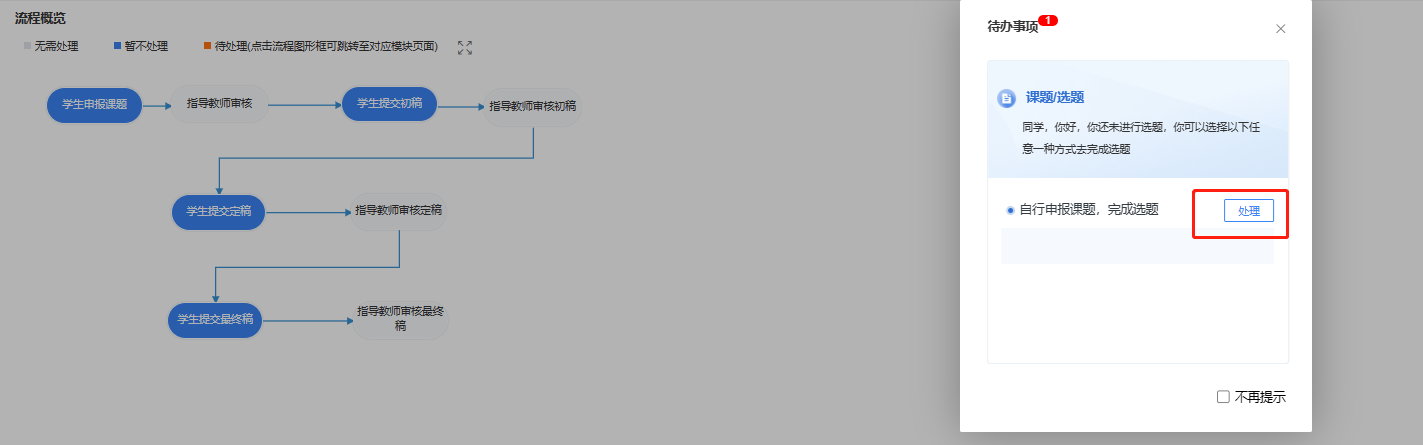 流程概览
无需处理
暂不处理
待处理(点击流程图形框可跳转至对应模块页面)
学生申报课题
指导教师审核
学生提交初稿
指导教师审核初稿
学生提交定稿
指导教师审核定稿
学生提交最终稿
指导教师审核最终
稿
待办事项
1
课题/选题
同学，你好，你还未进行选题，你可以选择以下任
意一种方式去完成选题
自行申报课题，完成选题
处理
不再提示